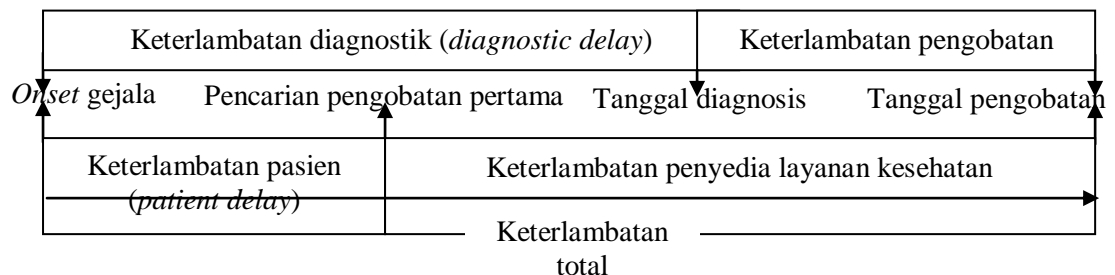 Keterlambatan diagnostik (diagnostic delay) Keterlambatan pengobatan
Onset gejala Pencarian pengobatan pertama Tanggal diagnosis Tanggal pengobatan
Keterlambatan pasien
(patient delay)
Keterlambatan penyedia layanan kesehatan
Keterlambatan
total